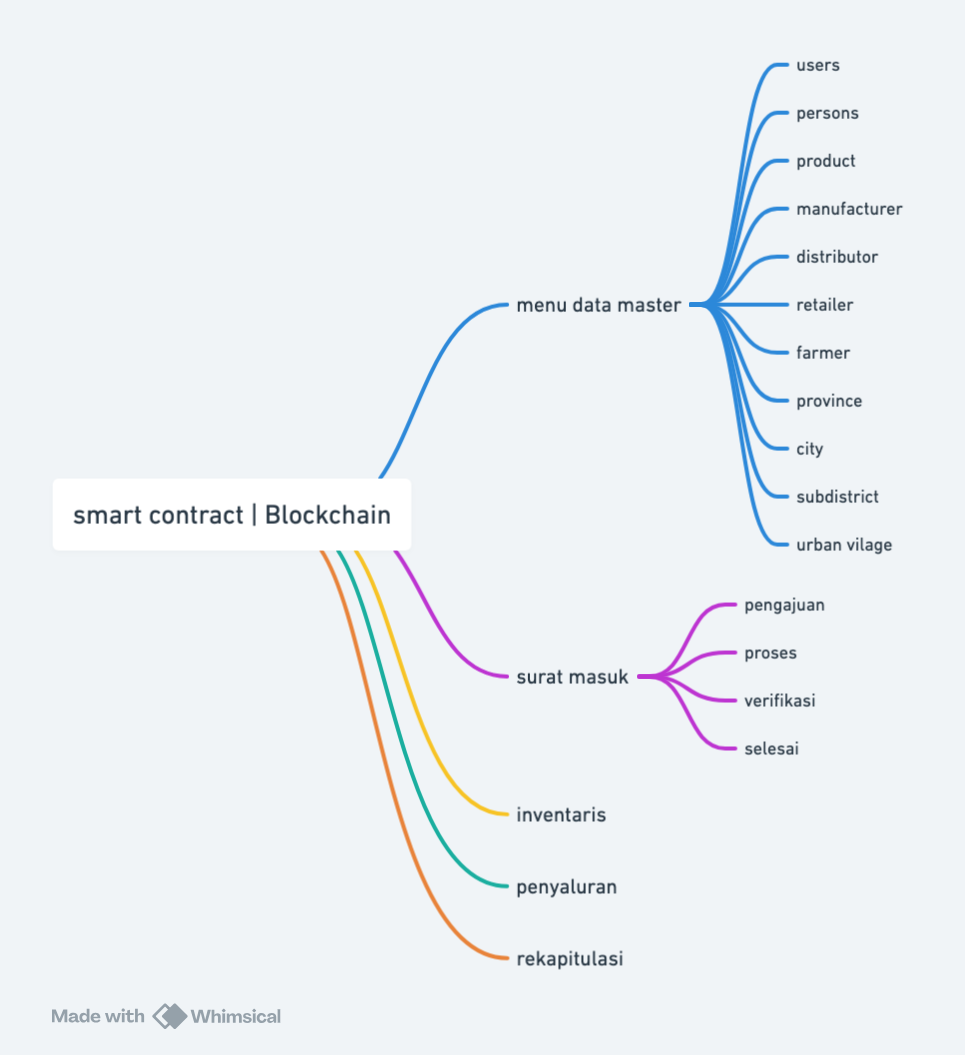 smart contract | Blockchain
menu data master
users
persons
product
manufacturer
distributor
retailer
farmer
province
city
subdistrict
urban vilage
surat masuk
pengajuan
proses
verifikasi
selesai
inventaris
penyaluran
rekapitulasi
Made with Whimsical